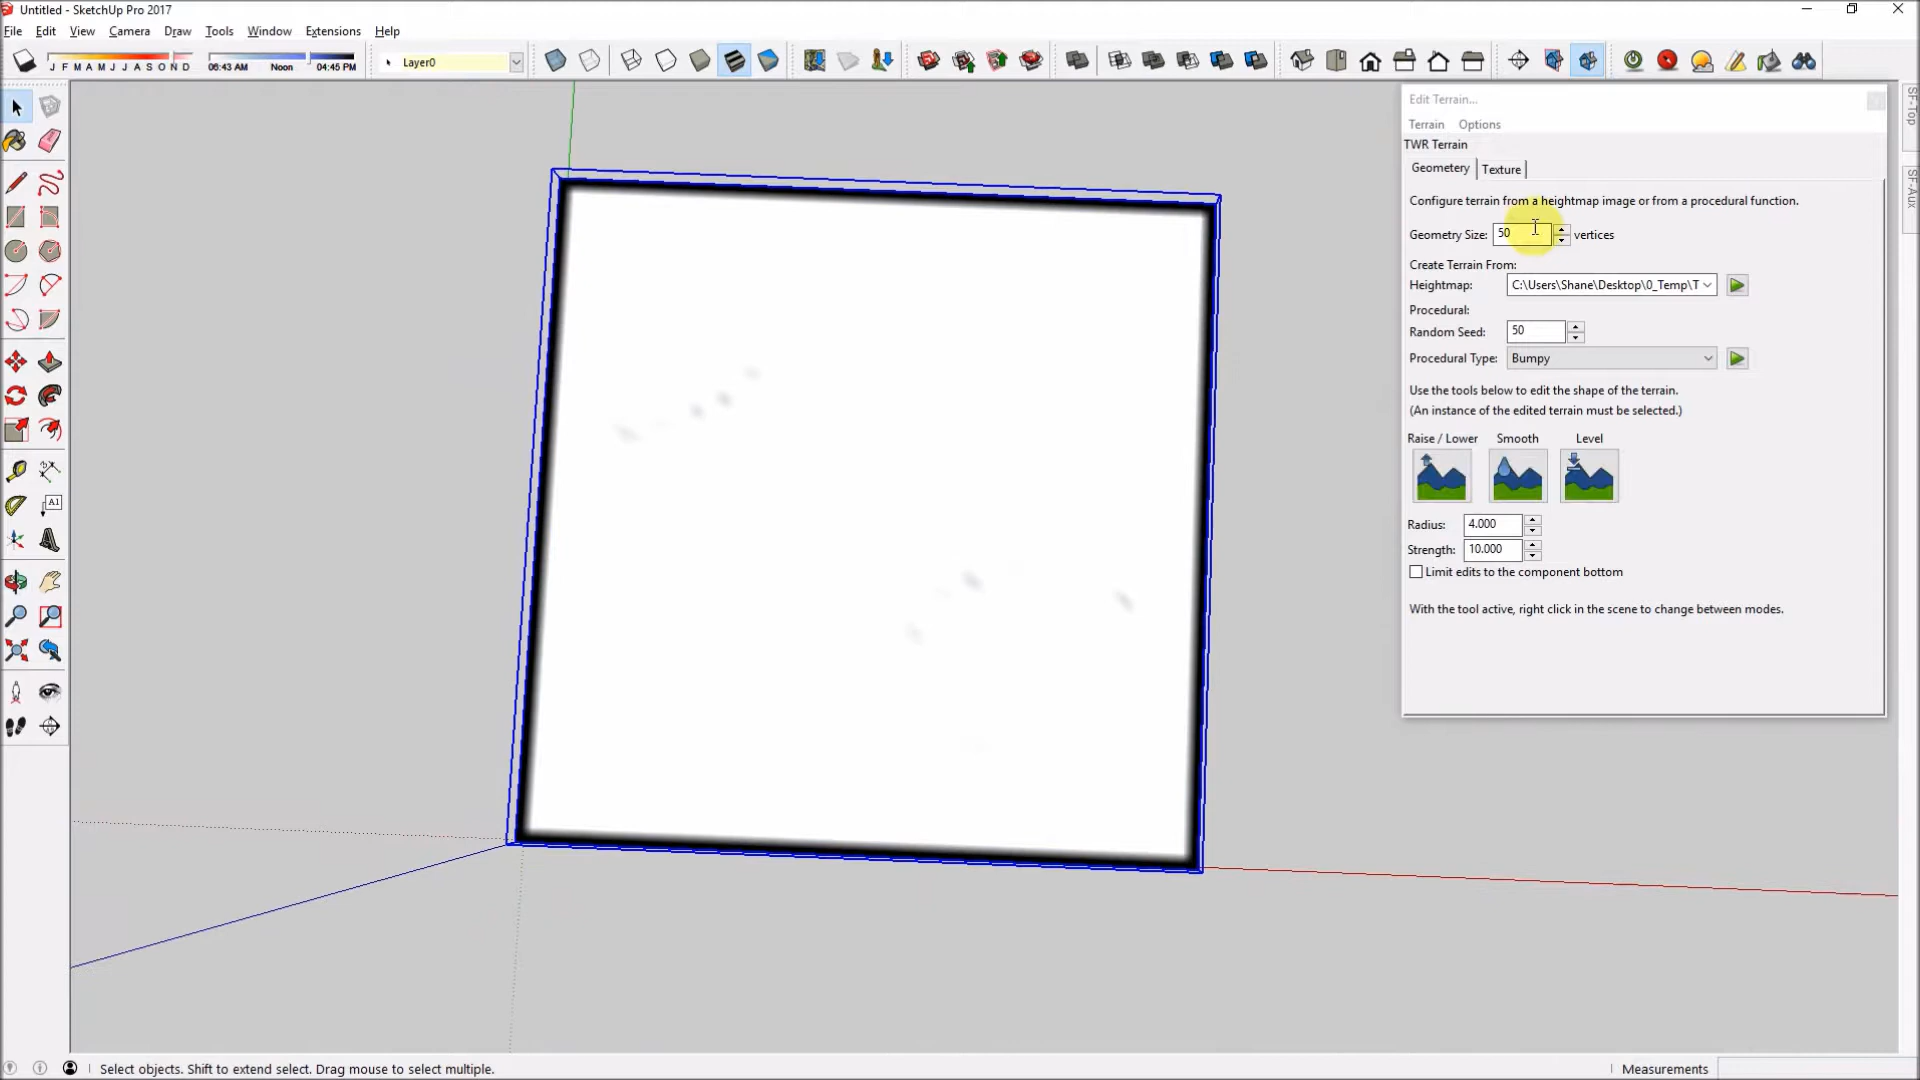 Untitled - SketchUp Pro 2017
File Edit View Camera Draw Tools Window Extensions Help
J F M A M J J A S O N D 06:43 AM Noon 04:45 PM Layer0
Edit Terrain...
Terrain Options
TWR Terrain
Geometery Texture
Configure terrain from a heightmap image or from a procedural function.
Geometry Size: 50 vertices
Create Terrain From:
Heightmap: C:\Users\Shane\Desktop\0_Temp\T
Procedural:
Random Seed: 50
Procedural Type: Bumpy
Use the tools below to edit the shape of the terrain.
(An instance of the edited terrain must be selected.)
Raise / Lower Smooth Level
Radius: 4.000
Strength: 10.000
Limit edits to the component bottom
With the tool active, right click in the scene to change between modes.
SF-Top
SF-Aux
A1
Select objects. Shift to extend select. Drag mouse to select multiple.
Measurements